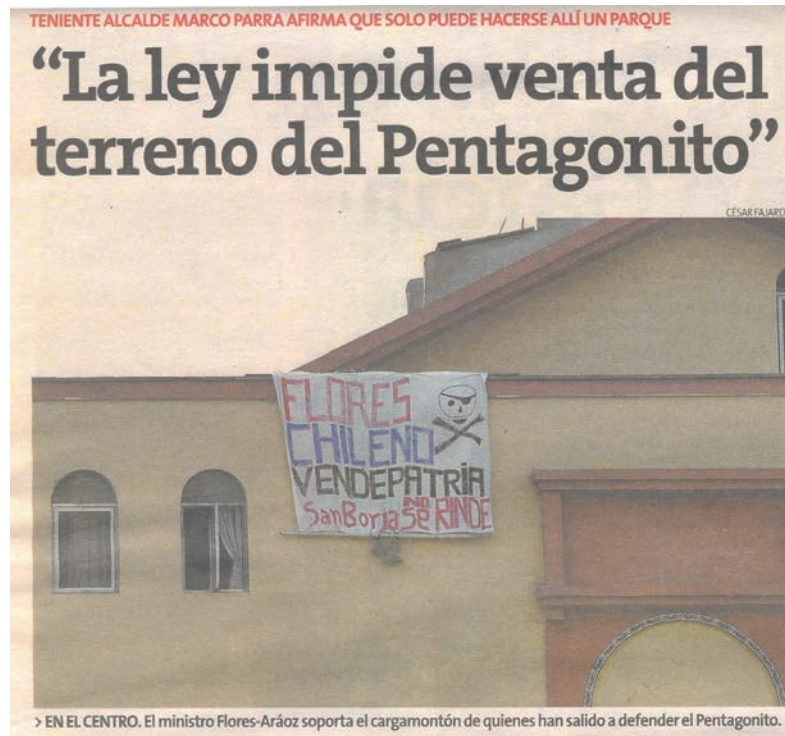 TENIENTE ALCALDE MARCO PARRA AFIRMA QUE SOLO PUEDE HACERSE ALLÍ UN PARQUE
“La ley impide venta del
terreno del Pentagonito”
CÉSAR FAJARDO
FLORES
CHILENO
VENDEPATRIA
San Borja NO SE RINDE
> EN EL CENTRO. El ministro Flores-Aráoz soporta el cargamontón de quienes han salido a defender el Pentagonito.